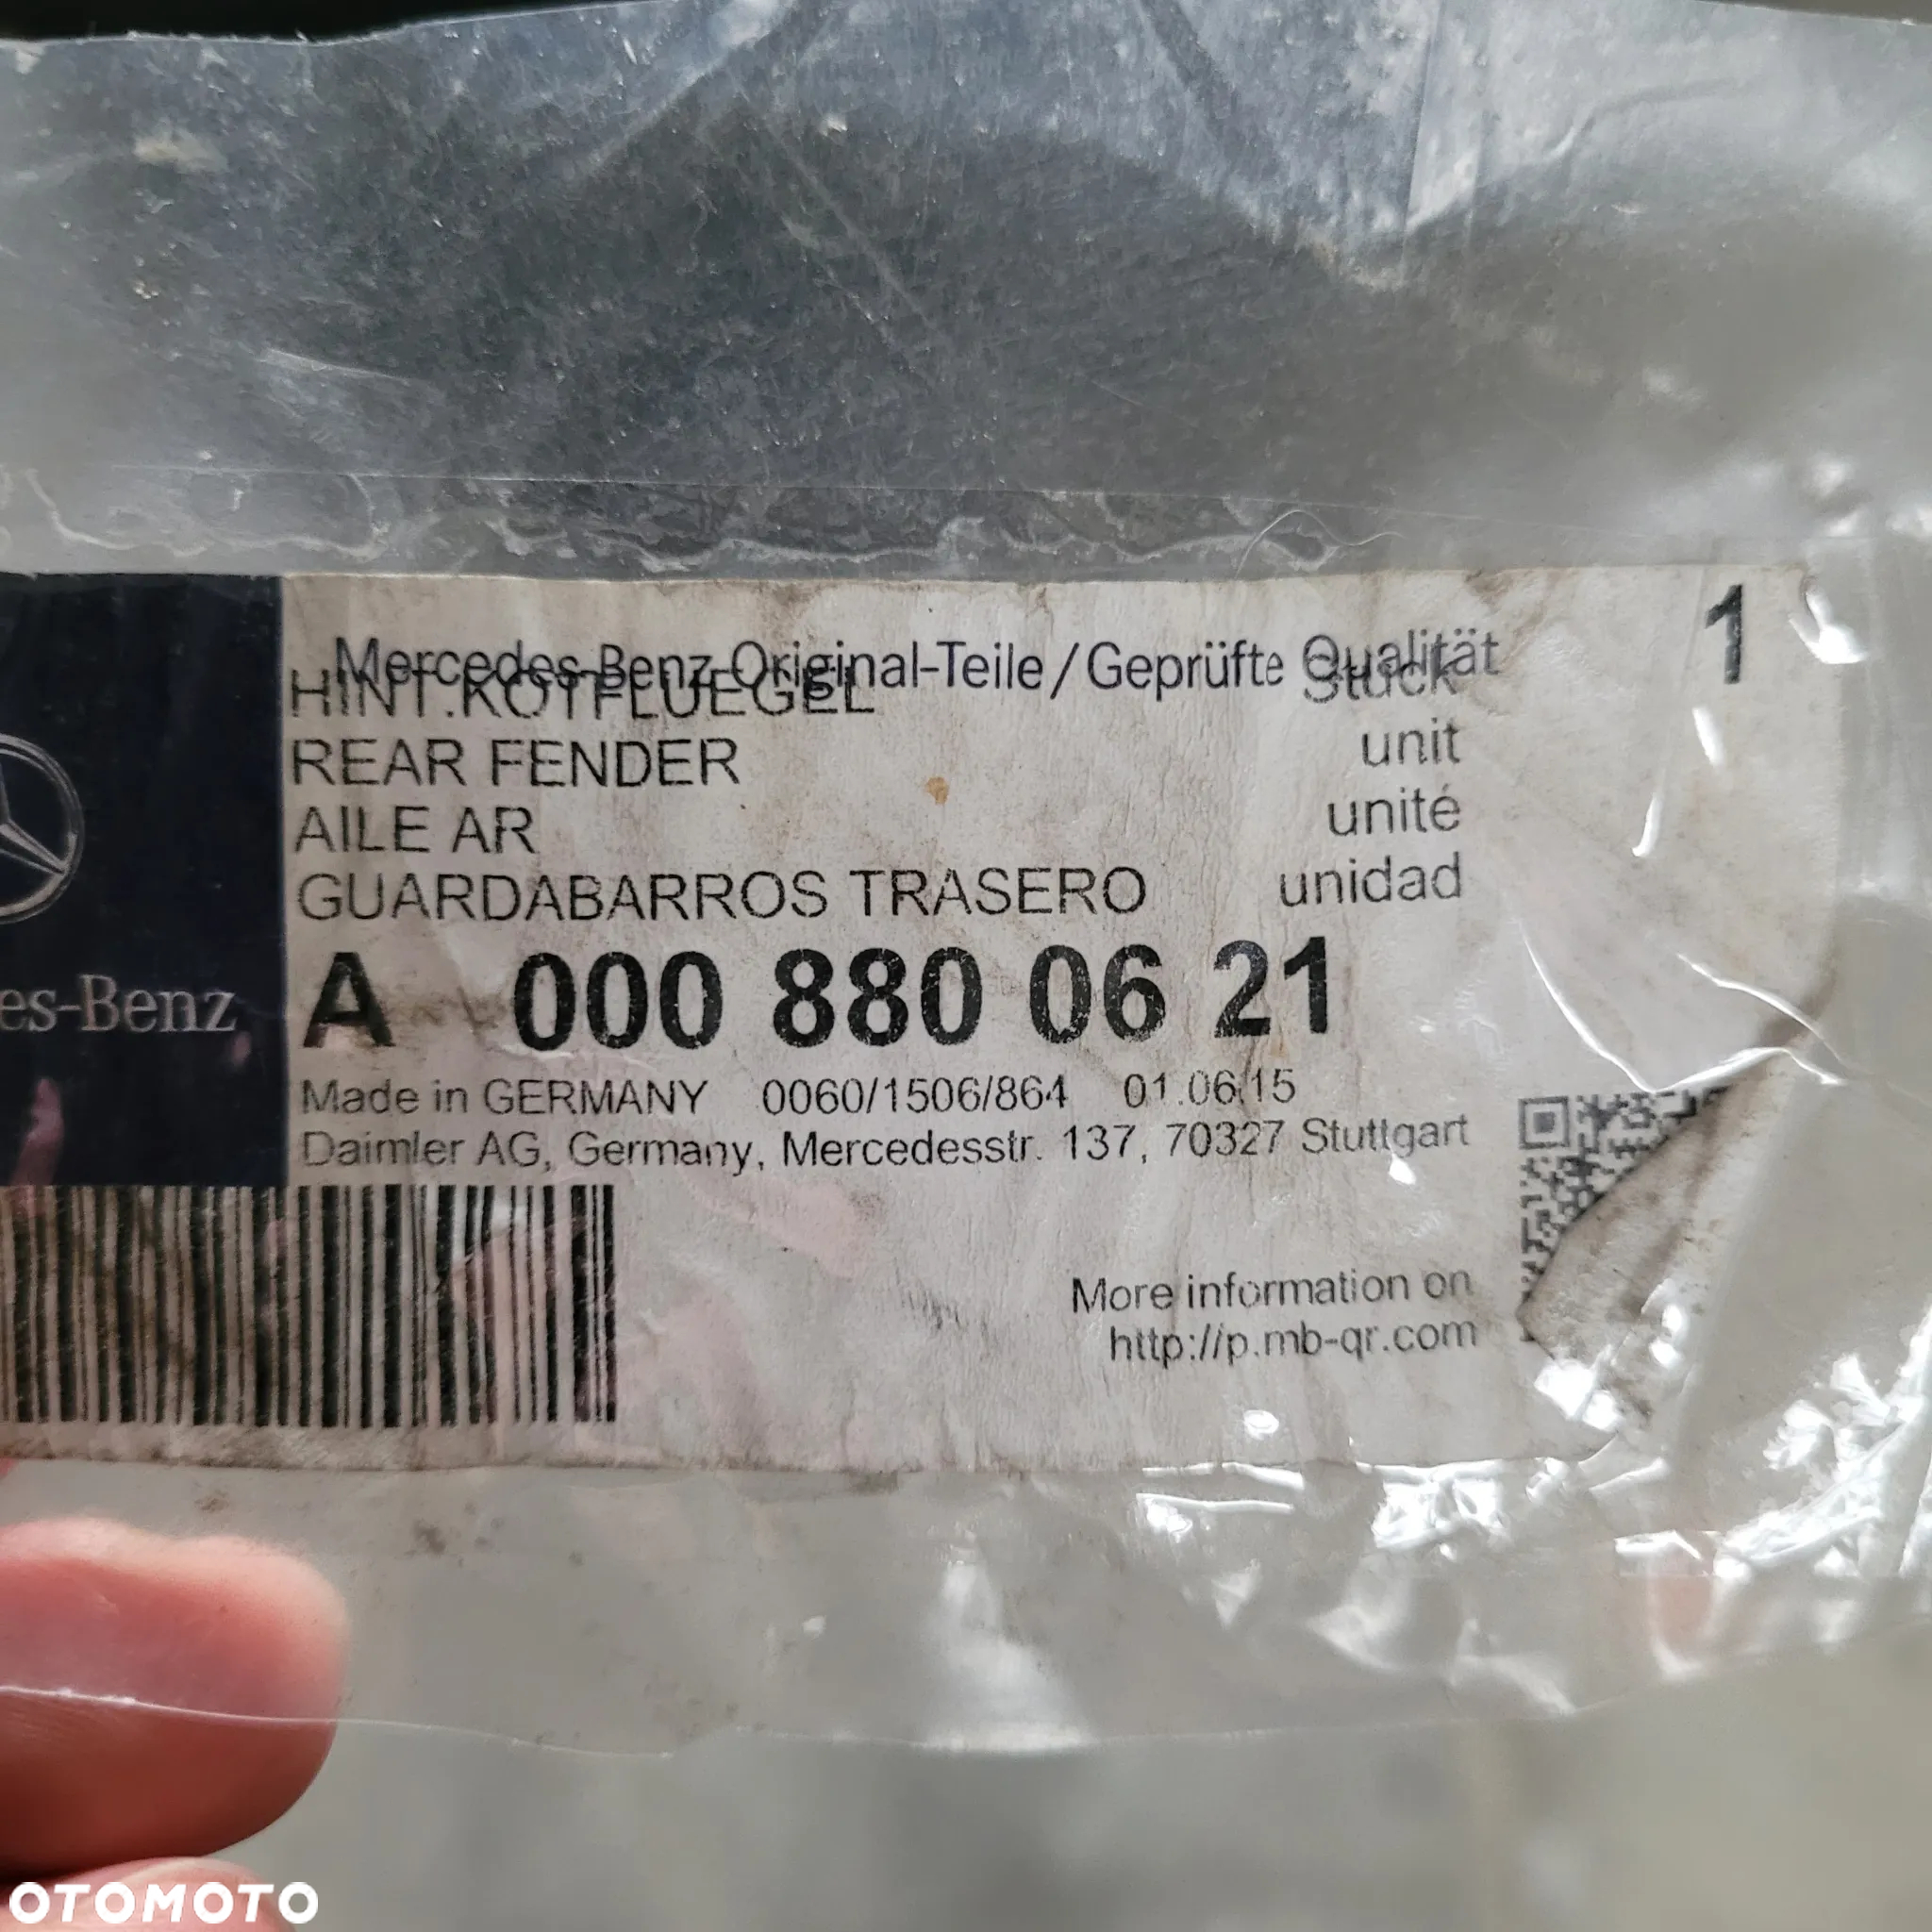 Mercedes-Benz Original-Teile/Geprüfte Qualität
1
HINT.KOTFLUEGEL Stück
REAR FENDER unit
AILE AR unité
GUARDABARROS TRASERO unidad
es-Benz
A 000 880 06 21
Made in GERMANY 0060/1506/864 01.06.15
Daimler AG, Germany, Mercedesstr. 137, 70327 Stuttgart
More information on
http://p.mb-qr.com
OTOMOTO